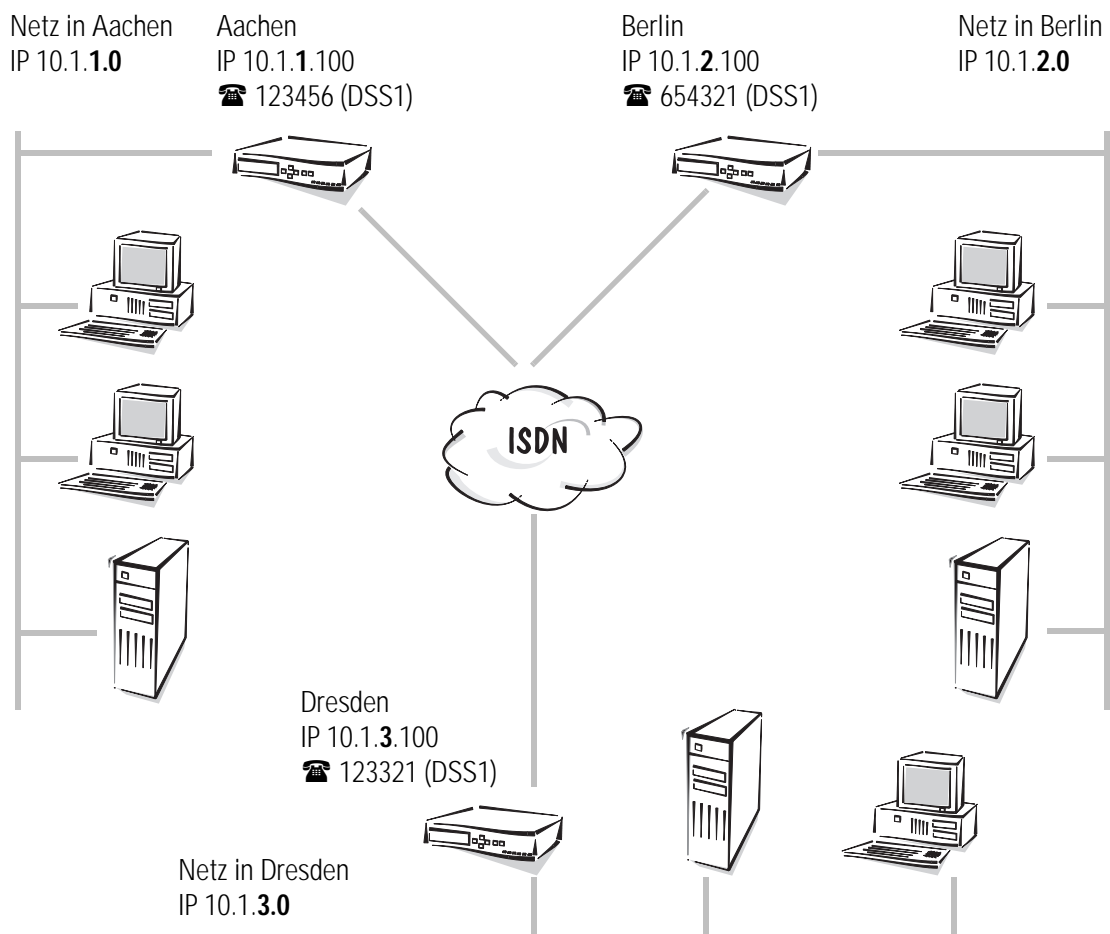 Netz in Aachen
IP 10.1.1.0
Aachen
IP 10.1.1.100
☎ 123456 (DSS1)
Berlin
IP 10.1.2.100
☎ 654321 (DSS1)
Netz in Berlin
IP 10.1.2.0
ISDN
Dresden
IP 10.1.3.100
☎ 123321 (DSS1)
Netz in Dresden
IP 10.1.3.0